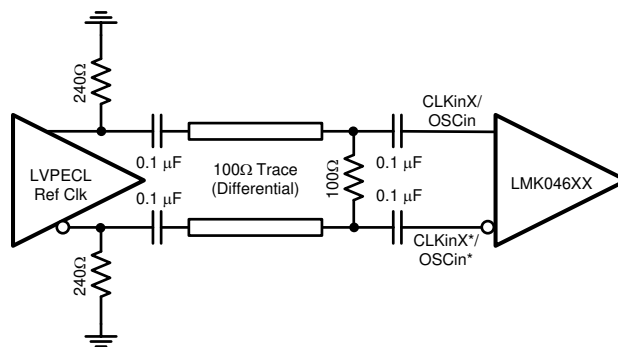 240Ω
CLKinX/
OSCin
0.1 μF
0.1 μF
LVPECL
Ref Clk
100Ω Trace
(Differential)
100Ω
LMK046XX
0.1 μF
0.1 μF
CLKinX*/
OSCin*
240Ω